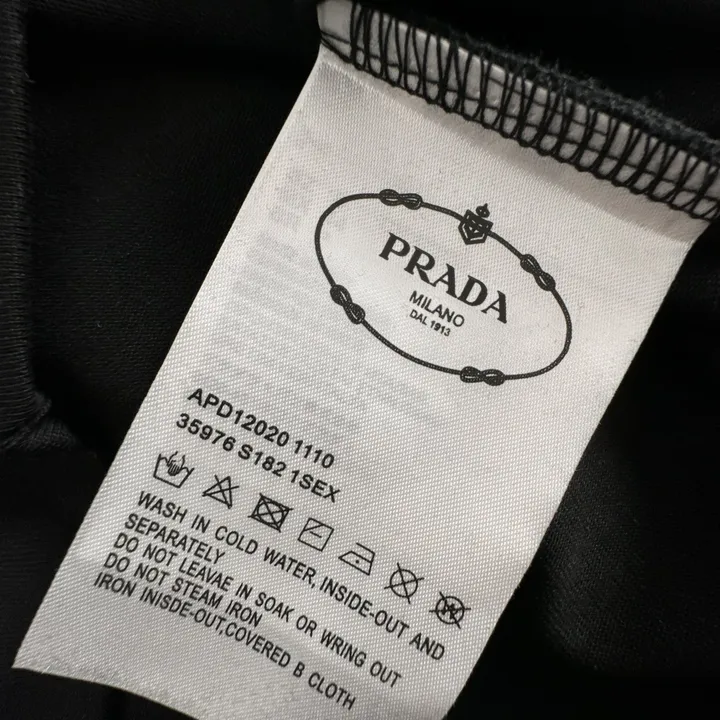 PRADA
MILANO
DAL 1913
APD12020 1110
35976 S182 1SEX
WASH IN COLD WATER, INSIDE-OUT AND
SEPARATELY
DO NOT LEAVAE IN SOAK OR WRING OUT
DO NOT STEAM IRON
IRON INISDE-OUT,COVERED B CLOTH